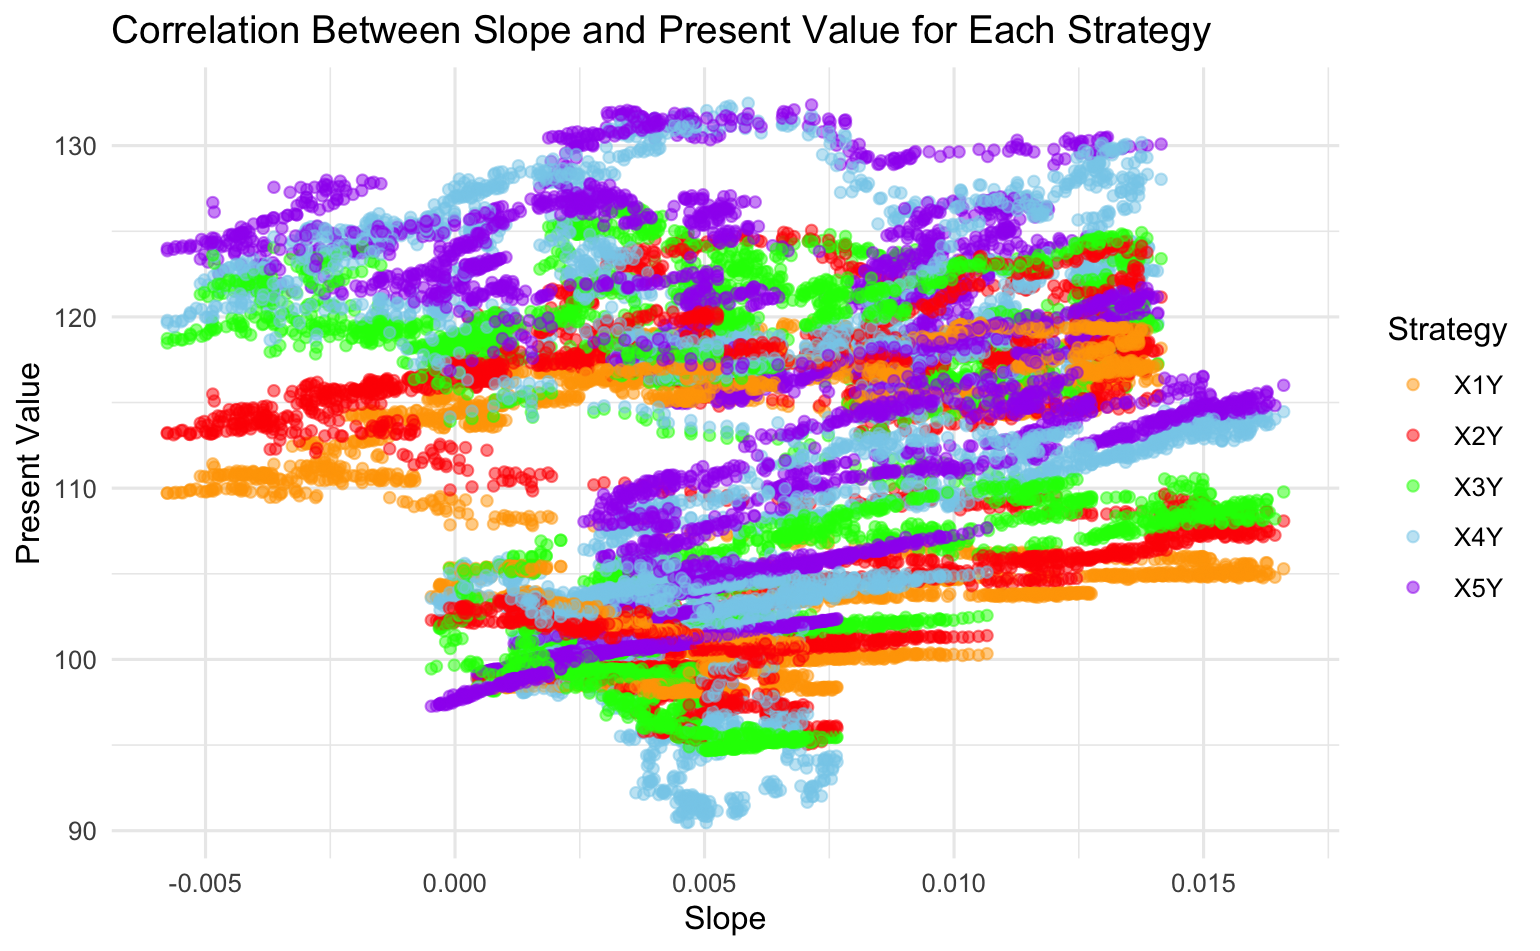 Correlation Between Slope and Present Value for Each Strategy
Present Value
130
120
110
100
90
-0.005
0.000
0.005
0.010
0.015
Slope
Strategy
X1Y
X2Y
X3Y
X4Y
X5Y